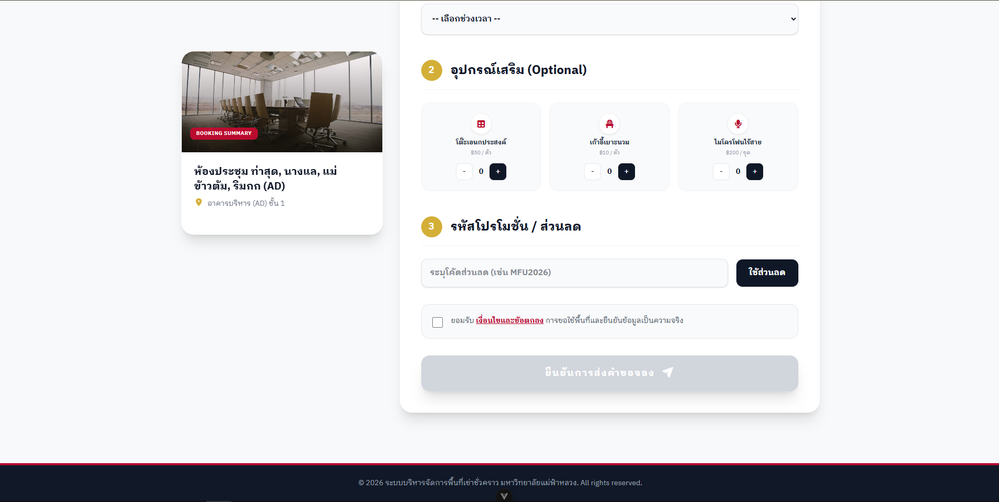 -- เลือกช่วงเวลา --
BOOKING SUMMARY
ห้องประชุม ท่าสุด, นางแล, แม่
ข้าวต้ม, ริมกก (AD)
อาคารบริหาร (AD) ชั้น 1
2 อุปกรณ์เสริม (Optional)
โต๊ะเอนกประสงค์
฿50 / ตัว
- 0 +
เก้าอี้เบาะนวม
฿10 / ตัว
- 0 +
ไมโครโฟนไร้สาย
฿200 / ชุด
- 0 +
3 รหัสโปรโมชั่น / ส่วนลด
ระบุโค้ดส่วนลด (เช่น MFU2026)
ใช้ส่วนลด
ยอมรับ เงื่อนไขและข้อตกลง การขอใช้พื้นที่และยืนยันข้อมูลเป็นความจริง
ยืนยันการส่งคำขอจอง
© 2026 ระบบบริหารจัดการพื้นที่เช่าชั่วคราว มหาวิทยาลัยแม่ฟ้าหลวง. All rights reserved.